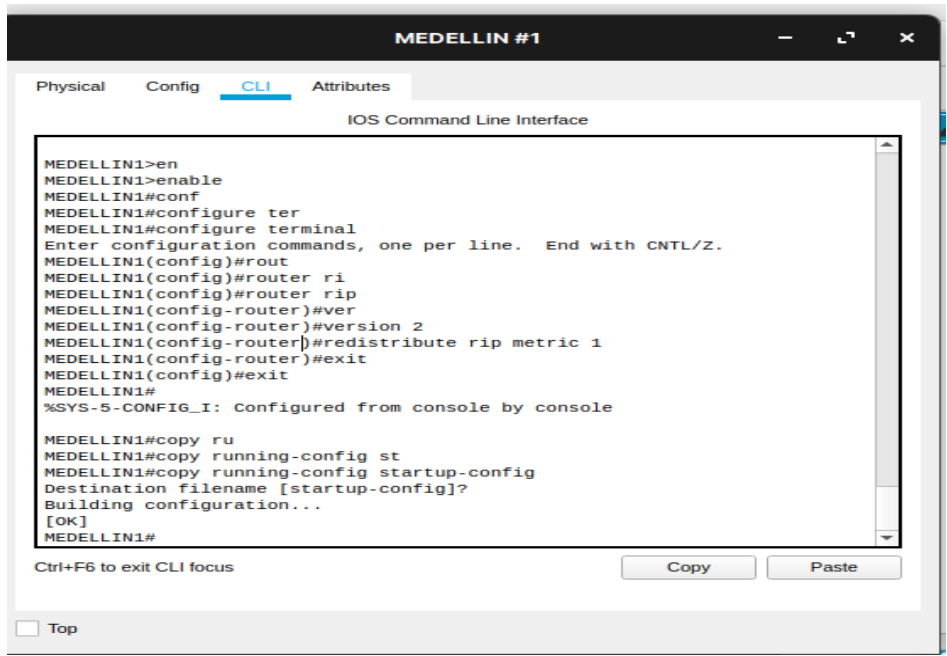 MEDELLIN #1
Physical Config CLI Attributes
IOS Command Line Interface
MEDELLIN1>en
MEDELLIN1>enable
MEDELLIN1#conf
MEDELLIN1#configure ter
MEDELLIN1#configure terminal
Enter configuration commands, one per line.  End with CNTL/Z.
MEDELLIN1(config)#rout
MEDELLIN1(config)#router ri
MEDELLIN1(config)#router rip
MEDELLIN1(config-router)#ver
MEDELLIN1(config-router)#version 2
MEDELLIN1(config-router)#redistribute rip metric 1
MEDELLIN1(config-router)#exit
MEDELLIN1(config)#exit
MEDELLIN1#
%SYS-5-CONFIG_I: Configured from console by console
MEDELLIN1#copy ru
MEDELLIN1#copy running-config st
MEDELLIN1#copy running-config startup-config
Destination filename [startup-config]?
Building configuration...
[OK]
MEDELLIN1#
Ctrl+F6 to exit CLI focus Copy Paste
Top